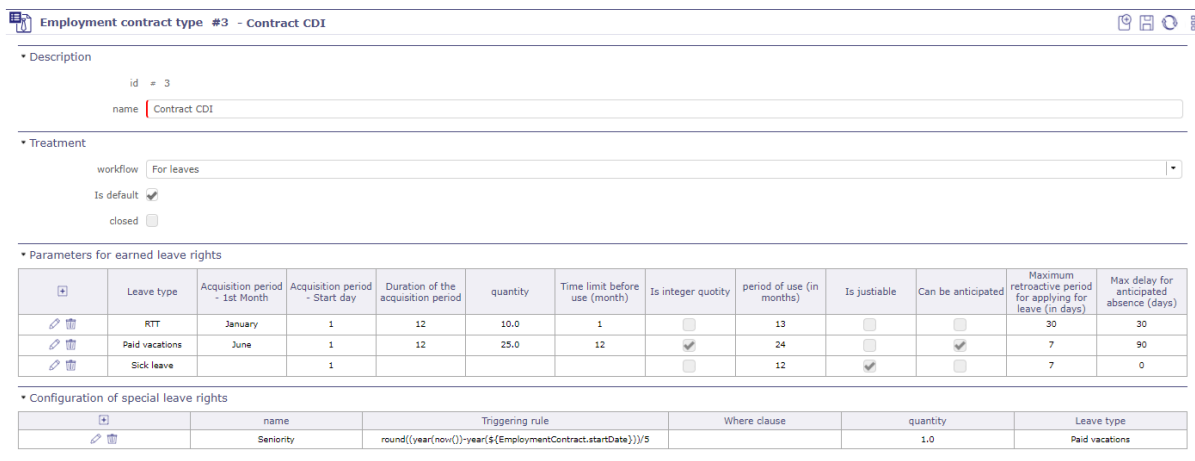 Employment contract type #3 - Contract CDI
Description
id # 3
name Contract CDI
Treatment
workflow For leaves
Is default
closed
Parameters for earned leave rights
Leave type Acquisition period - 1st Month Acquisition period - Start day Duration of the acquisition period quantity Time limit before use (month) Is integer quotity period of use (in months) Is justiable Can be anticipated Maximum retroactive period for applying for leave (in days) Max delay for anticipated absence (days)
RTT January 1 12 10.0 1 13 30 30
Paid vacations June 1 12 25.0 12 24 7 90
Sick leave 1 12 7 0
Configuration of special leave rights
name Triggering rule Where clause quantity Leave type
Seniority round((year(now())-year(${EmploymentContract.startDate}))/5 1.0 Paid vacations